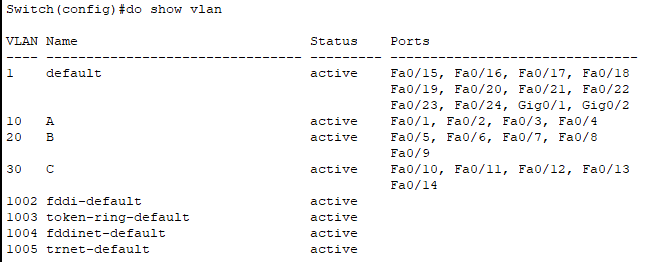 Switch(config)#do show vlan
VLAN Name Status Ports
---- -------------------------------- --------- -------------------------------
1 default active Fa0/15, Fa0/16, Fa0/17, Fa0/18
Fa0/19, Fa0/20, Fa0/21, Fa0/22
Fa0/23, Fa0/24, Gig0/1, Gig0/2
10 A active Fa0/1, Fa0/2, Fa0/3, Fa0/4
20 B active Fa0/5, Fa0/6, Fa0/7, Fa0/8
Fa0/9
30 C active Fa0/10, Fa0/11, Fa0/12, Fa0/13
Fa0/14
1002 fddi-default active
1003 token-ring-default active
1004 fddinet-default active
1005 trnet-default active